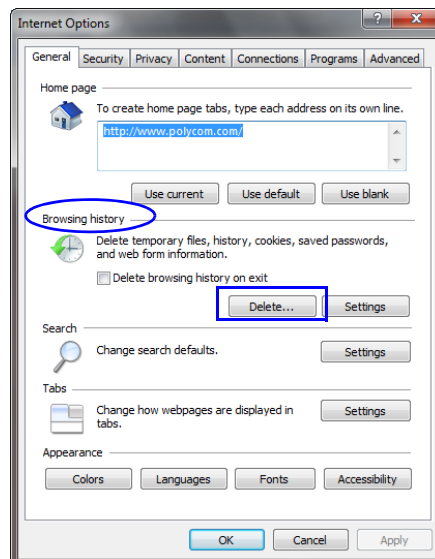 Internet Options
?
X
General Security Privacy Content Connections Programs Advanced
Home page
To create home page tabs, type each address on its own line.
http://www.polycom.com/
Use current Use default Use blank
Browsing history
Delete temporary files, history, cookies, saved passwords,
and web form information.
Delete browsing history on exit
Delete... Settings
Search
Change search defaults. Settings
Tabs
Change how webpages are displayed in
tabs.
Settings
Appearance
Colors Languages Fonts Accessibility
OK Cancel Apply